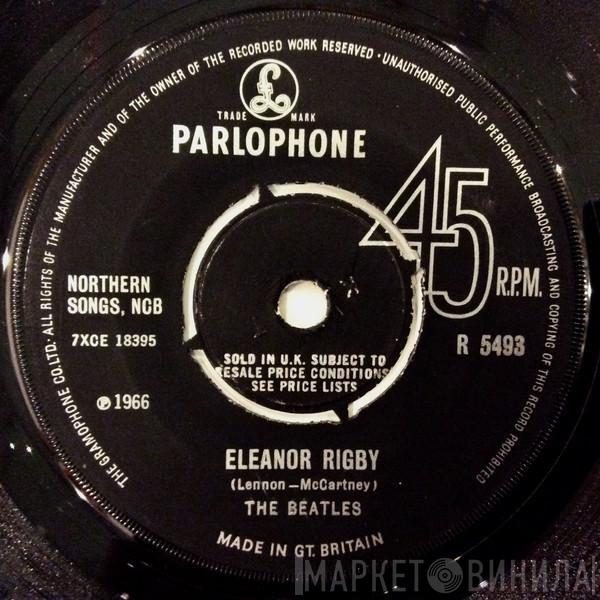 THE GRAMOPHONE CO.LTD. ALL RIGHTS OF THE MANUFACTURER AND OF THE OWNER OF THE RECORDED WORK RESERVED · UNAUTHORISED PUBLIC PERFORMANCE BROADCASTING AND COPYING OF THIS RECORD PROHIBITED
£
TRADE MARK
PARLOPHONE
45
R.P.M.
NORTHERN
SONGS, NCB
7XCE 18395
R 5493
SOLD IN U.K. SUBJECT TO
RESALE PRICE CONDITIONS
SEE PRICE LISTS
℗ 1966
ELEANOR RIGBY
(Lennon—McCartney)
THE BEATLES
MADE IN GT. BRITAIN
МАРКЕТ ВИНИЛА